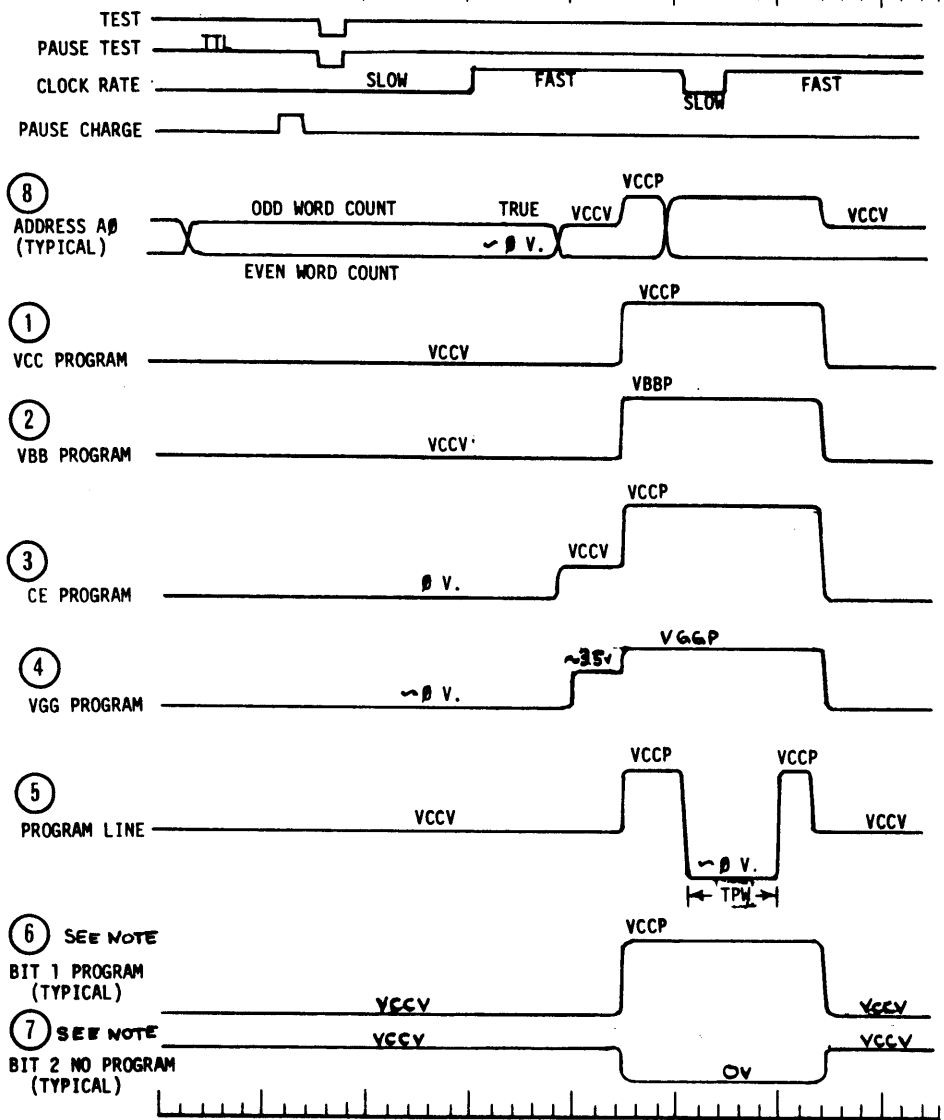 TEST
PAUSE TEST
CLOCK RATE SLOW FAST SLOW FAST
PAUSE CHARGE
8
ADDRESS AØ
(TYPICAL)
ODD WORD COUNT TRUE VCCV VCCP VCCV
~ Ø V.
EVEN WORD COUNT
1
VCC PROGRAM VCCV VCCP
2
VBB PROGRAM VCCV VBBP
3
CE PROGRAM Ø V. VCCV VCCP
4
VGG PROGRAM ~ Ø V. ~35V VGGP
5
PROGRAM LINE VCCV VCCP VCCP VCCV
~ Ø V.
TPW
6 SEE NOTE
BIT 1 PROGRAM
(TYPICAL)
VCCV VCCP VCCV
7 SEE NOTE
BIT 2 NO PROGRAM
(TYPICAL)
VCCV OV VCCV